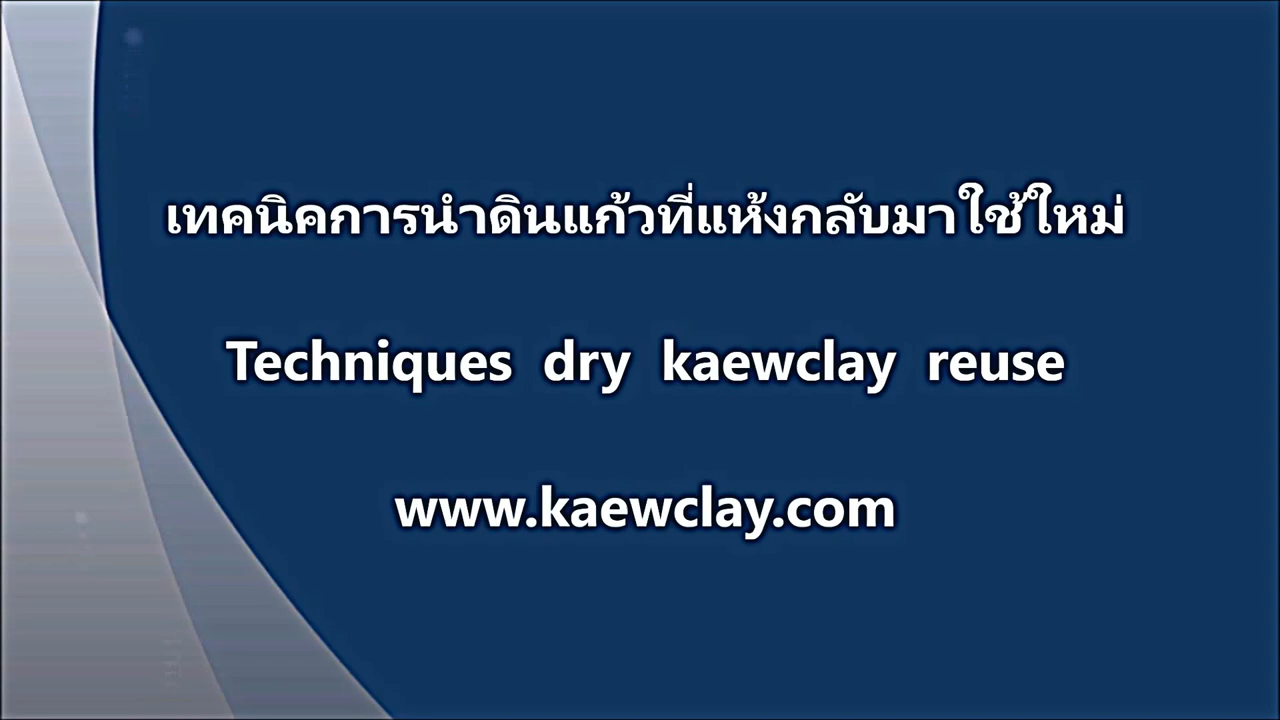 เทคนิคการนำดินแก้วที่แห้งกลับมาใช้ใหม่
Techniques dry kaewclay reuse
www.kaewclay.com